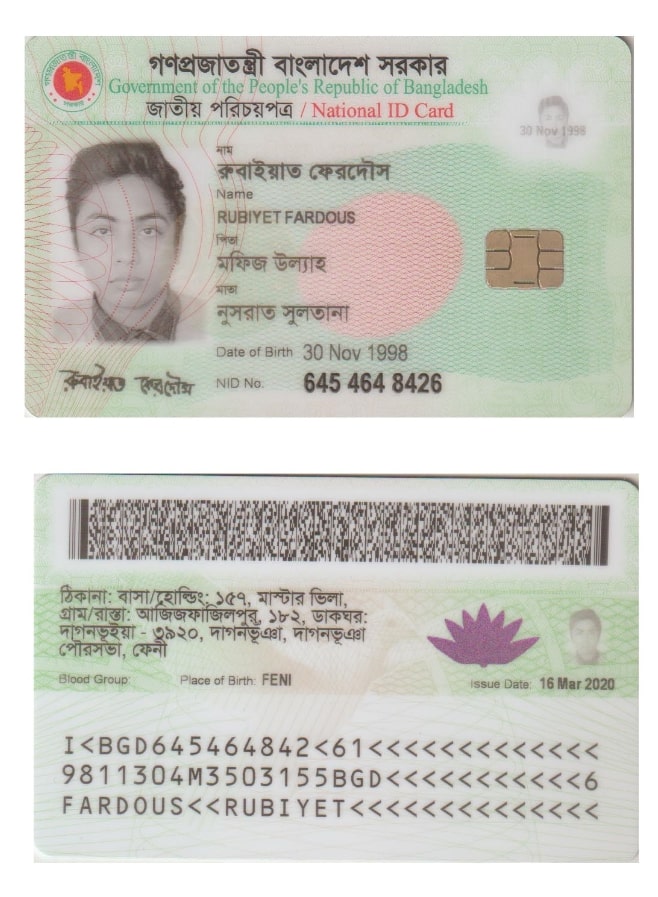 গণপ্রজাতন্ত্রী বাংলাদেশ সরকার
Government of the People's Republic of Bangladesh
জাতীয় পরিচয়পত্র / National ID Card
30 Nov 1998
নাম
রুবাইয়াত ফেরদৌস
Name
RUBIYET FARDOUS
পিতা
মফিজ উল্যাহ
মাতা
নুসরাত সুলতানা
Date of Birth 30 Nov 1998
রুবাইয়াত ফেরদৌস NID No. 645 464 8426
ঠিকানা: বাসা/হোল্ডিং: ১৫৭, মাস্টার ভিলা,
গ্রাম/রাস্তা: আজিজফাজিলপুর, ১৮২, ডাকঘর:
দাগনভূইয়া - ৩৯২০, দাগনভূঞা, দাগনভূঞা
পৌরসভা, ফেনী
Blood Group: Place of Birth: FENI Issue Date: 16 Mar 2020
I<BGD645464842<61<<<<<<<<<<<<<
9811304M3503155BGD<<<<<<<<<<<6
FARDOUS<<RUBIYET<<<<<<<<<<<<<<